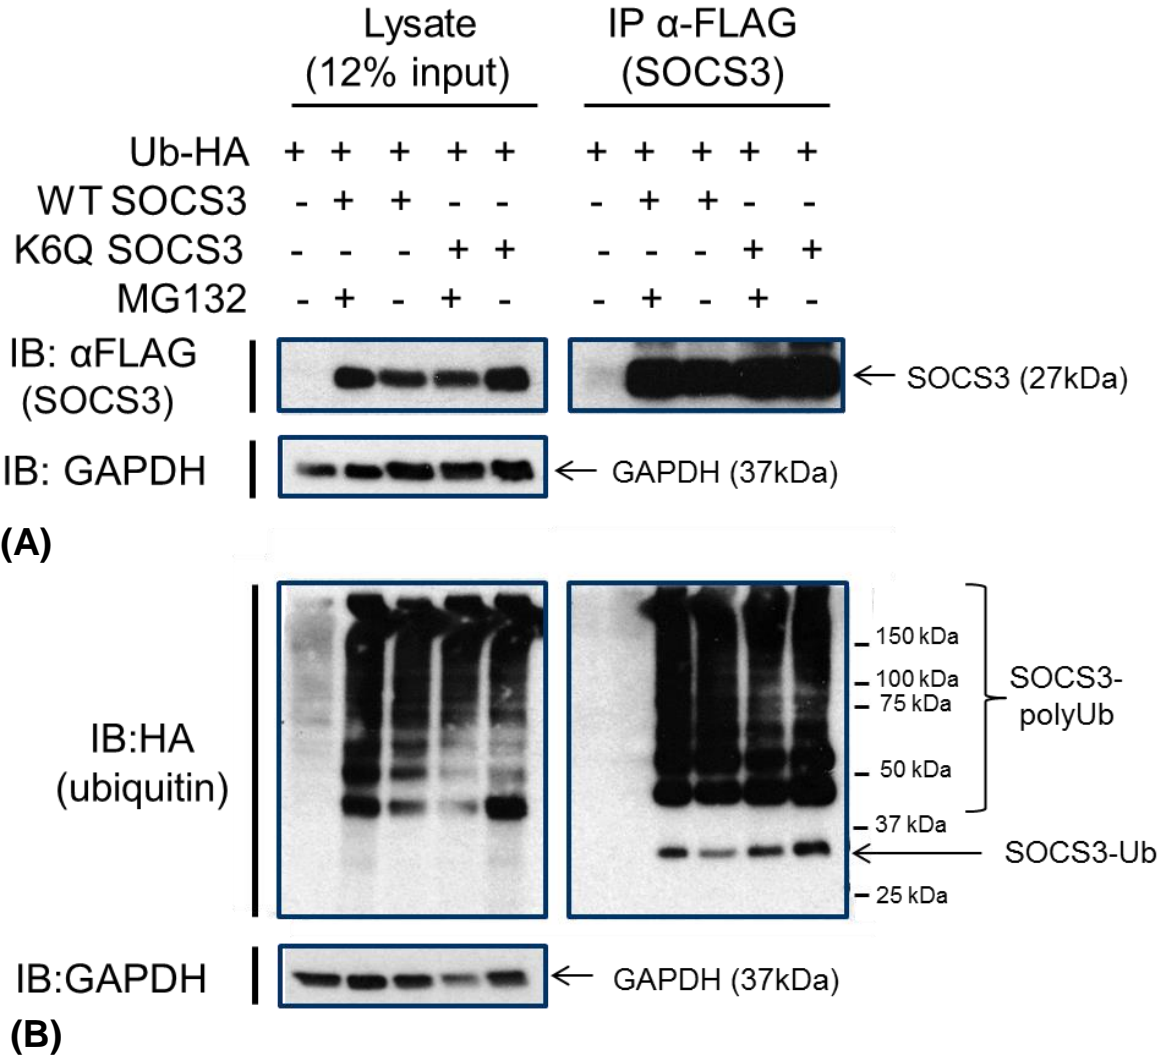 Lysate
(12% input)
IP α-FLAG
(SOCS3)
Ub-HA + + + + + + + + + +
WT SOCS3 - + + - - - + + - -
K6Q SOCS3 - - - + + - - - + +
MG132 - + - + - - + - + -
IB: αFLAG
(SOCS3)
SOCS3 (27kDa)
IB: GAPDH
GAPDH (37kDa)
(A)
IB:HA
(ubiquitin)
150 kDa
100 kDa
75 kDa
50 kDa
37 kDa
25 kDa
SOCS3-
polyUb
SOCS3-Ub
IB:GAPDH
GAPDH (37kDa)
(B)